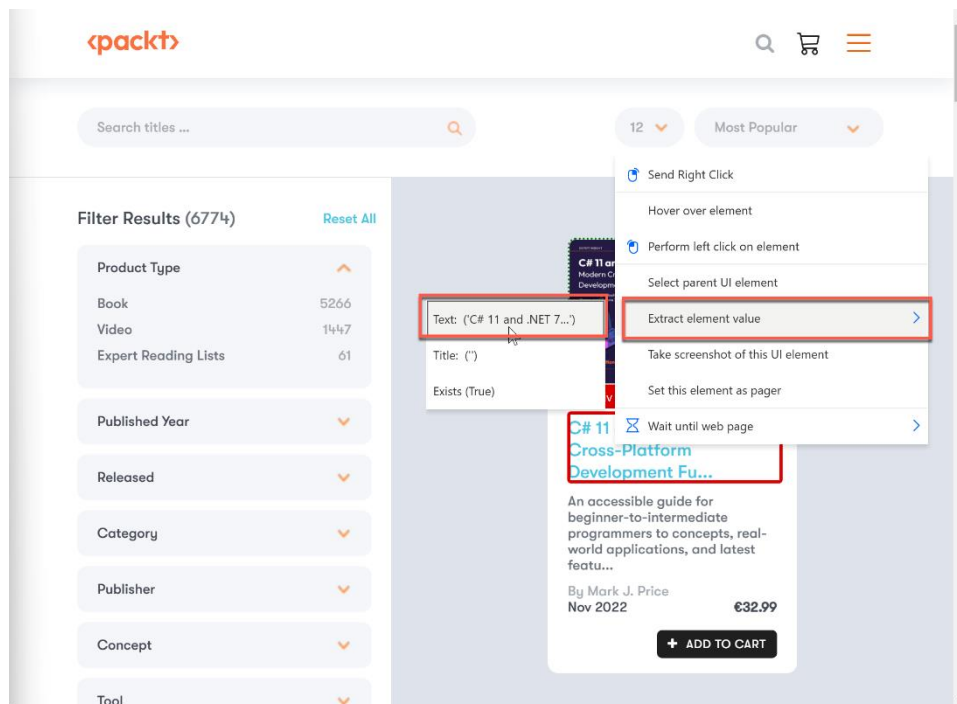 <packt>
Search titles ...
12
Most Popular
Filter Results (6774)
Reset All
Product Type
Book 5266
Video 1447
Expert Reading Lists 61
Published Year
Released
Category
Publisher
Concept
Tool
Send Right Click
Hover over element
Perform left click on element
Select parent UI element
Extract element value
Take screenshot of this UI element
Set this element as pager
Wait until web page
Text: ('C# 11 and .NET 7...')
Title: ('')
Exists (True)
C# 11 
Modern
C# 11
Cross-Platform
Development Fu...
An accessible guide for
beginner-to-intermediate
programmers to concepts, real-
world applications, and latest
featu...
By Mark J. Price
Nov 2022 €32.99
+ ADD TO CART